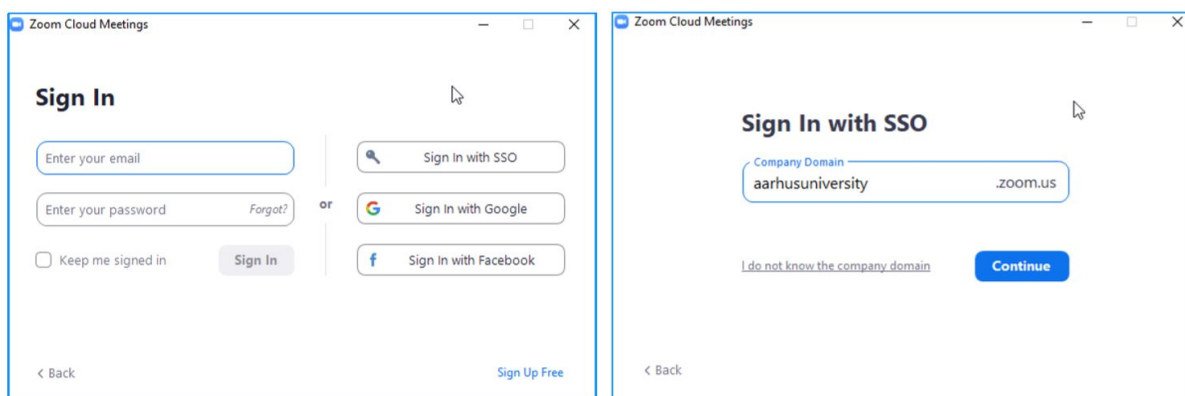 Zoom Cloud Meetings
Sign In
Enter your email
Enter your password Forgot?
Keep me signed in Sign In
or
Sign In with SSO
Sign In with Google
Sign In with Facebook
< Back Sign Up Free
Zoom Cloud Meetings
Sign In with SSO
Company Domain
aarhusuniversity .zoom.us
I do not know the company domain Continue
< Back